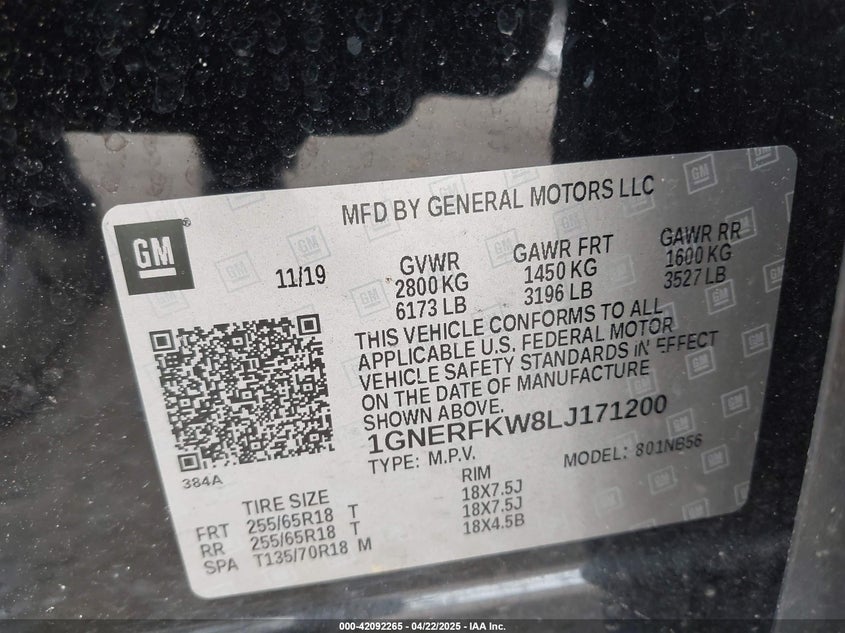 MFD BY GENERAL MOTORS LLC
GM
11/19
GVWR
2800 KG
6173 LB
GAWR FRT
1450 KG
3196 LB
GAWR RR
1600 KG
3527 LB
THIS VEHICLE CONFORMS TO ALL
APPLICABLE U.S. FEDERAL MOTOR
VEHICLE SAFETY STANDARDS IN EFFECT
ON THE DATE OF MANUFACTURE
SHOWN ABOVE.
1GNERFKW8LJ171200
TYPE: M.P.V.
MODEL: 801NB56
384A
TIRE SIZE
RIM
FRT 255/65R18 T 18X7.5J
RR 255/65R18 T 18X7.5J
SPA T135/70R18 M 18X4.5B
000-42092265 - 04/22/2025 - IAA Inc.